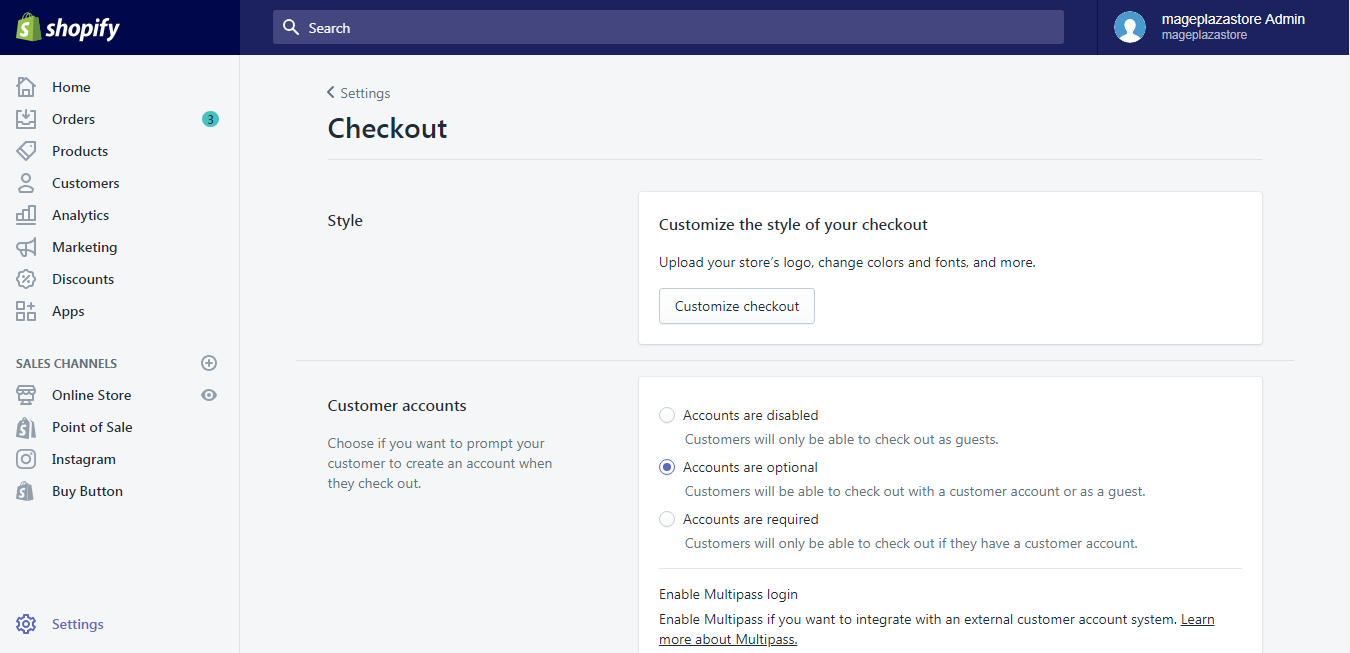 shopify
Search
mageplazastore Admin
mageplazastore
Home
Orders
3
Products
Customers
Analytics
Marketing
Discounts
Apps
SALES CHANNELS
Online Store
Point of Sale
Instagram
Buy Button
Settings
Settings
Checkout
Style
Customize the style of your checkout
Upload your store's logo, change colors and fonts, and more.
Customize checkout
Customer accounts
Choose if you want to prompt your
customer to create an account when
they check out.
Accounts are disabled
Customers will only be able to check out as guests.
Accounts are optional
Customers will be able to check out with a customer account or as a guest.
Accounts are required
Customers will only be able to check out if they have a customer account.
Enable Multipass login
Enable Multipass if you want to integrate with an external customer account system. Learn
more about Multipass.